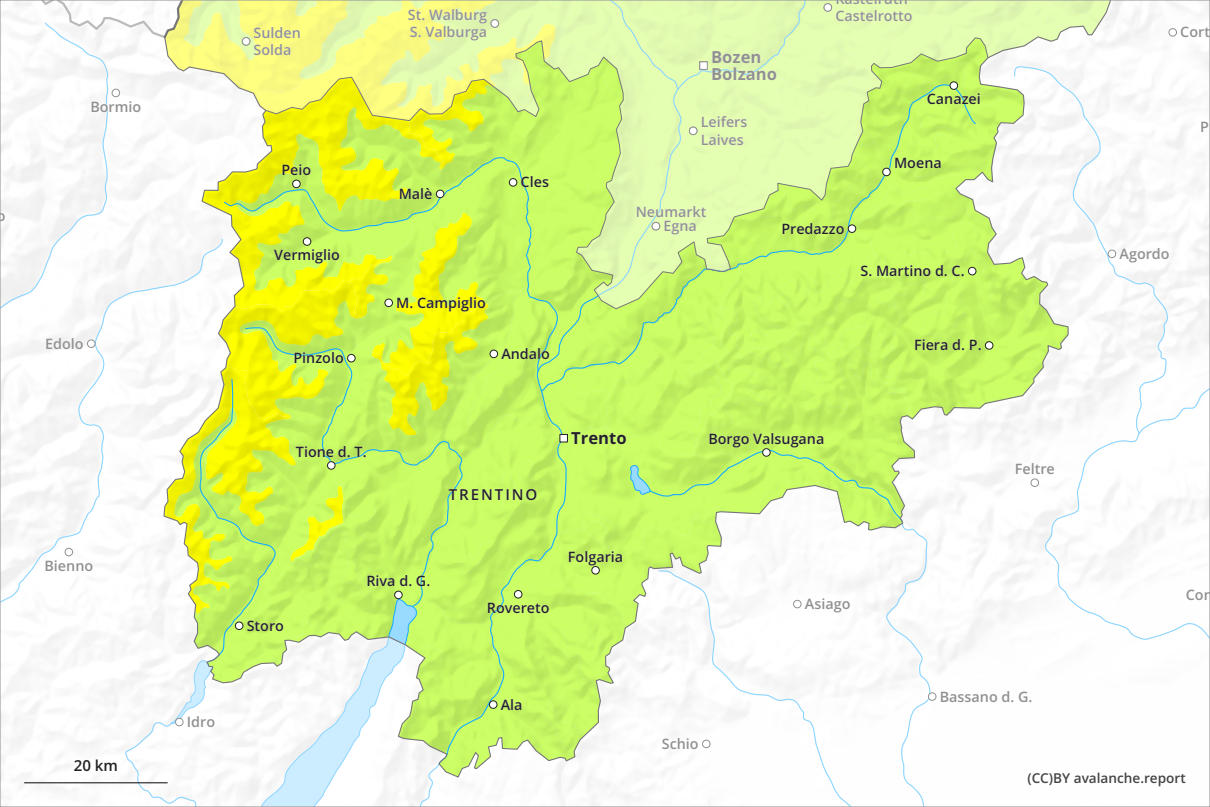 Kastelruth
Castelrotto
St. Walburg
S. Valburga
Sulden
Solda
Cort
Bozen
Bolzano
Bormio
Canazei
Leifers
Laives
P
Moena
Peio
Cles
Malè
Neumarkt
Egna
Predazzo
Vermiglio
Agordo
S. Martino d. C.
M. Campiglio
Edolo
Pinzolo
Andalo
Fiera d. P.
Trento
Borgo Valsugana
Tione d. T.
Feltre
TRENTINO
Bienno
Folgaria
Riva d. G.
Cor
Rovereto
Asiago
Storo
Bassano d. G.
Ala
Idro
Schio
20 km
(CC)BY avalanche.report